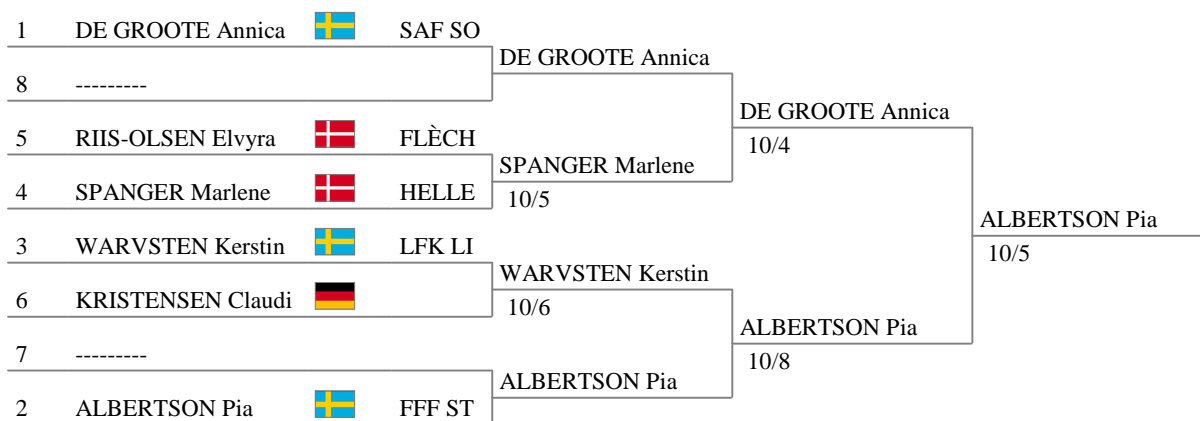 1 DE GROOTE Annica SAF SO
DE GROOTE Annica
8 ---------
DE GROOTE Annica
10/4
5 RIIS-OLSEN Elvyra FLÈCH
SPANGER Marlene
10/5
4 SPANGER Marlene HELLE
ALBERTSON Pia
10/5
3 WARVSTEN Kerstin LFK LI
WARVSTEN Kerstin
10/6
6 KRISTENSEN Claudi
ALBERTSON Pia
10/8
7 ---------
ALBERTSON Pia
2 ALBERTSON Pia FFF ST